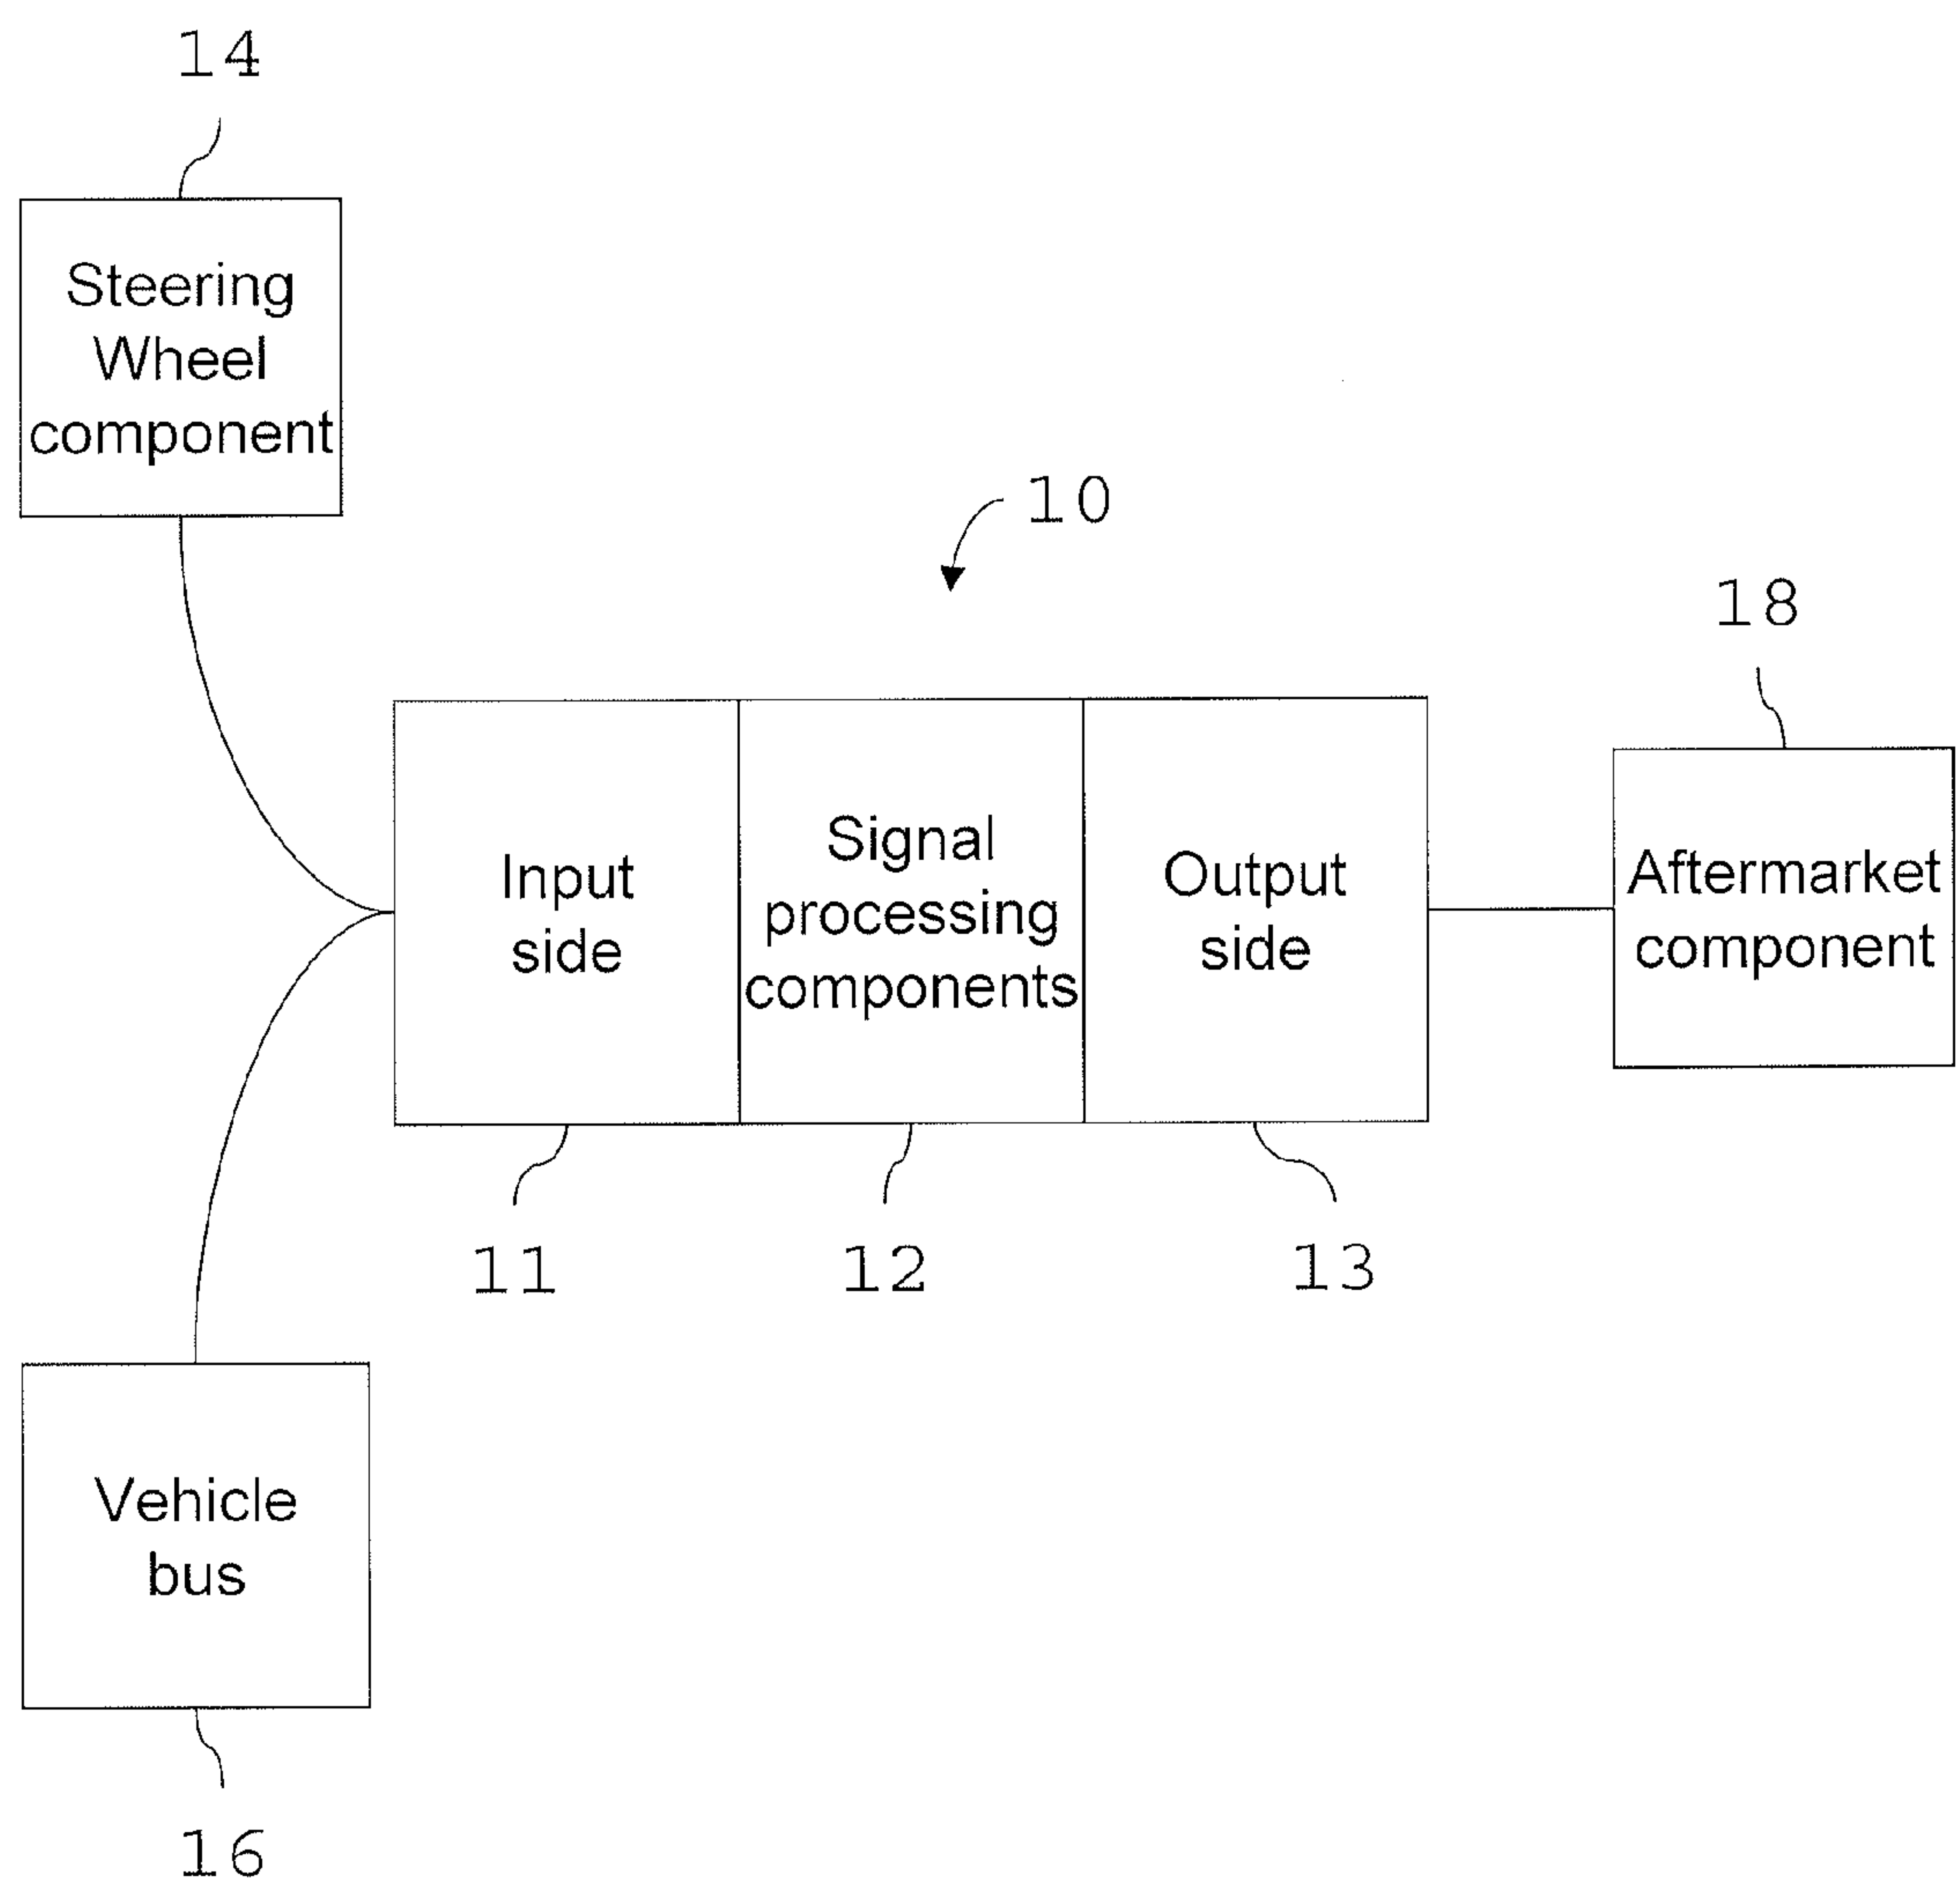 14
Steering
Wheel
component
10
18
Input
side
Signal
processing
components
Output
side
Aftermarket
component
11
12
13
Vehicle
bus
16